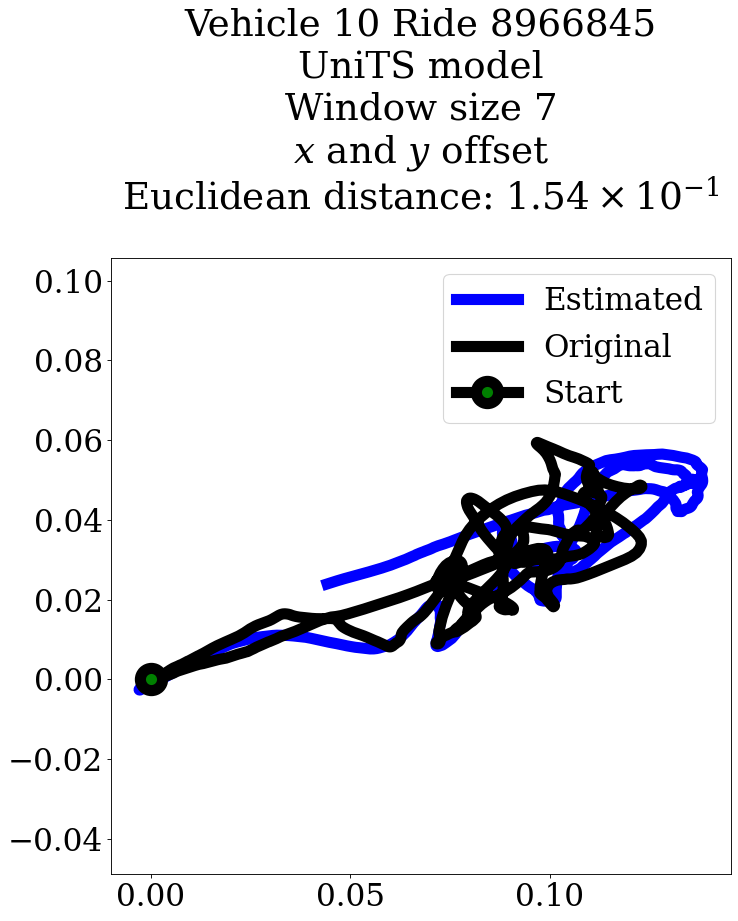 Vehicle 10 Ride 8966845
UniTS model
Window size 7
x and y offset
Euclidean distance: 1.54 × 10⁻¹
Estimated
Original
Start
0.10
0.08
0.06
0.04
0.02
0.00
−0.02
−0.04
0.00 0.05 0.10